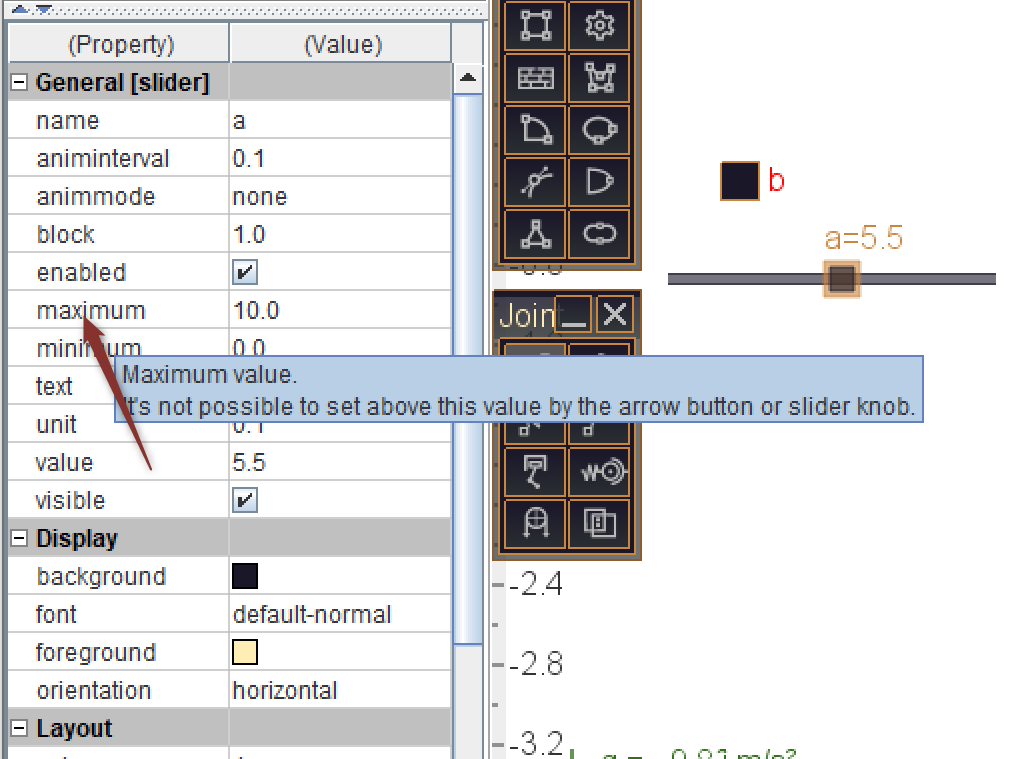 (Property) (Value)
General [slider]
name a
animinterval 0.1
animmode none
block 1.0
enabled
maximum 10.0
minimum 0.0
text
unit 0.1
value 5.5
visible
Display
background
font default-normal
foreground
orientation horizontal
Layout
Maximum value.
It's not possible to set above this value by the arrow button or slider knob.
Join
b
a=5.5
-2.4
-2.8
-3.2